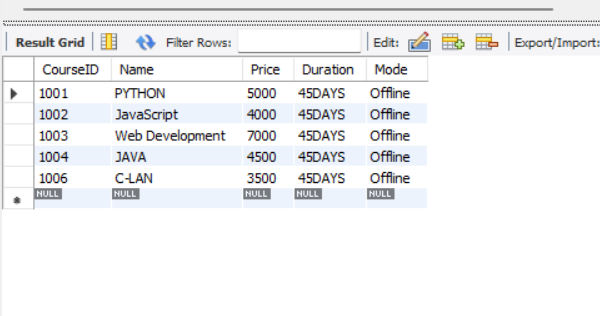 Result Grid Filter Rows: Edit: Export/Import:
CourseID Name Price Duration Mode
1001 PYTHON 5000 45DAYS Offline
1002 JavaScript 4000 45DAYS Offline
1003 Web Development 7000 45DAYS Offline
1004 JAVA 4500 45DAYS Offline
1006 C-LAN 3500 45DAYS Offline
NULL NULL NULL NULL NULL